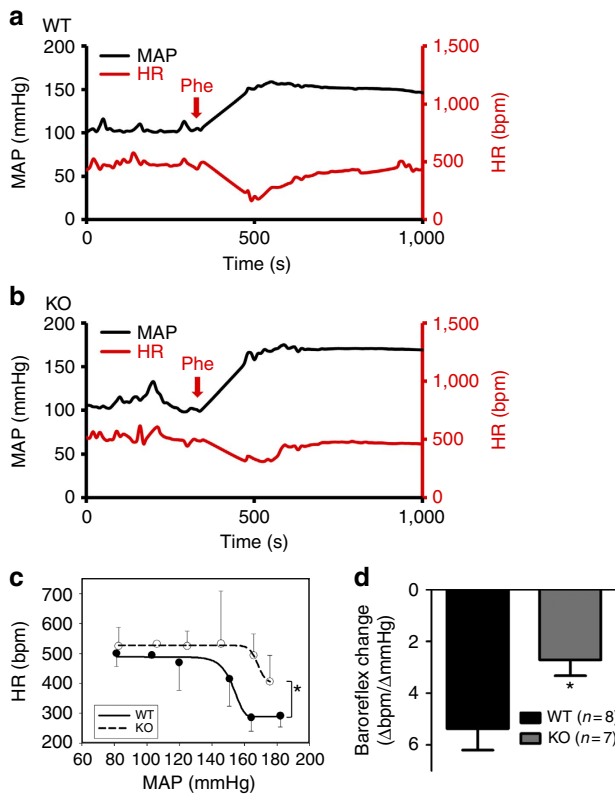 a WT
MAP
HR
Phe
MAP (mmHg)
200
150
100
50
0
HR (bpm)
1,500
1,000
500
0
0 500 1,000
Time (s)
b KO
MAP
HR
Phe
MAP (mmHg)
200
150
100
50
0
HR (bpm)
1,500
1,000
500
0
0 500 1,000
Time (s)
c
HR (bpm)
700
600
500
400
300
200
WT
KO
*
60 80 100 120 140 160 180 200
MAP (mmHg)
d
Baroreflex change
(Δbpm/ΔmmHg)
0
2
4
6
*
WT (n=8)
KO (n=7)